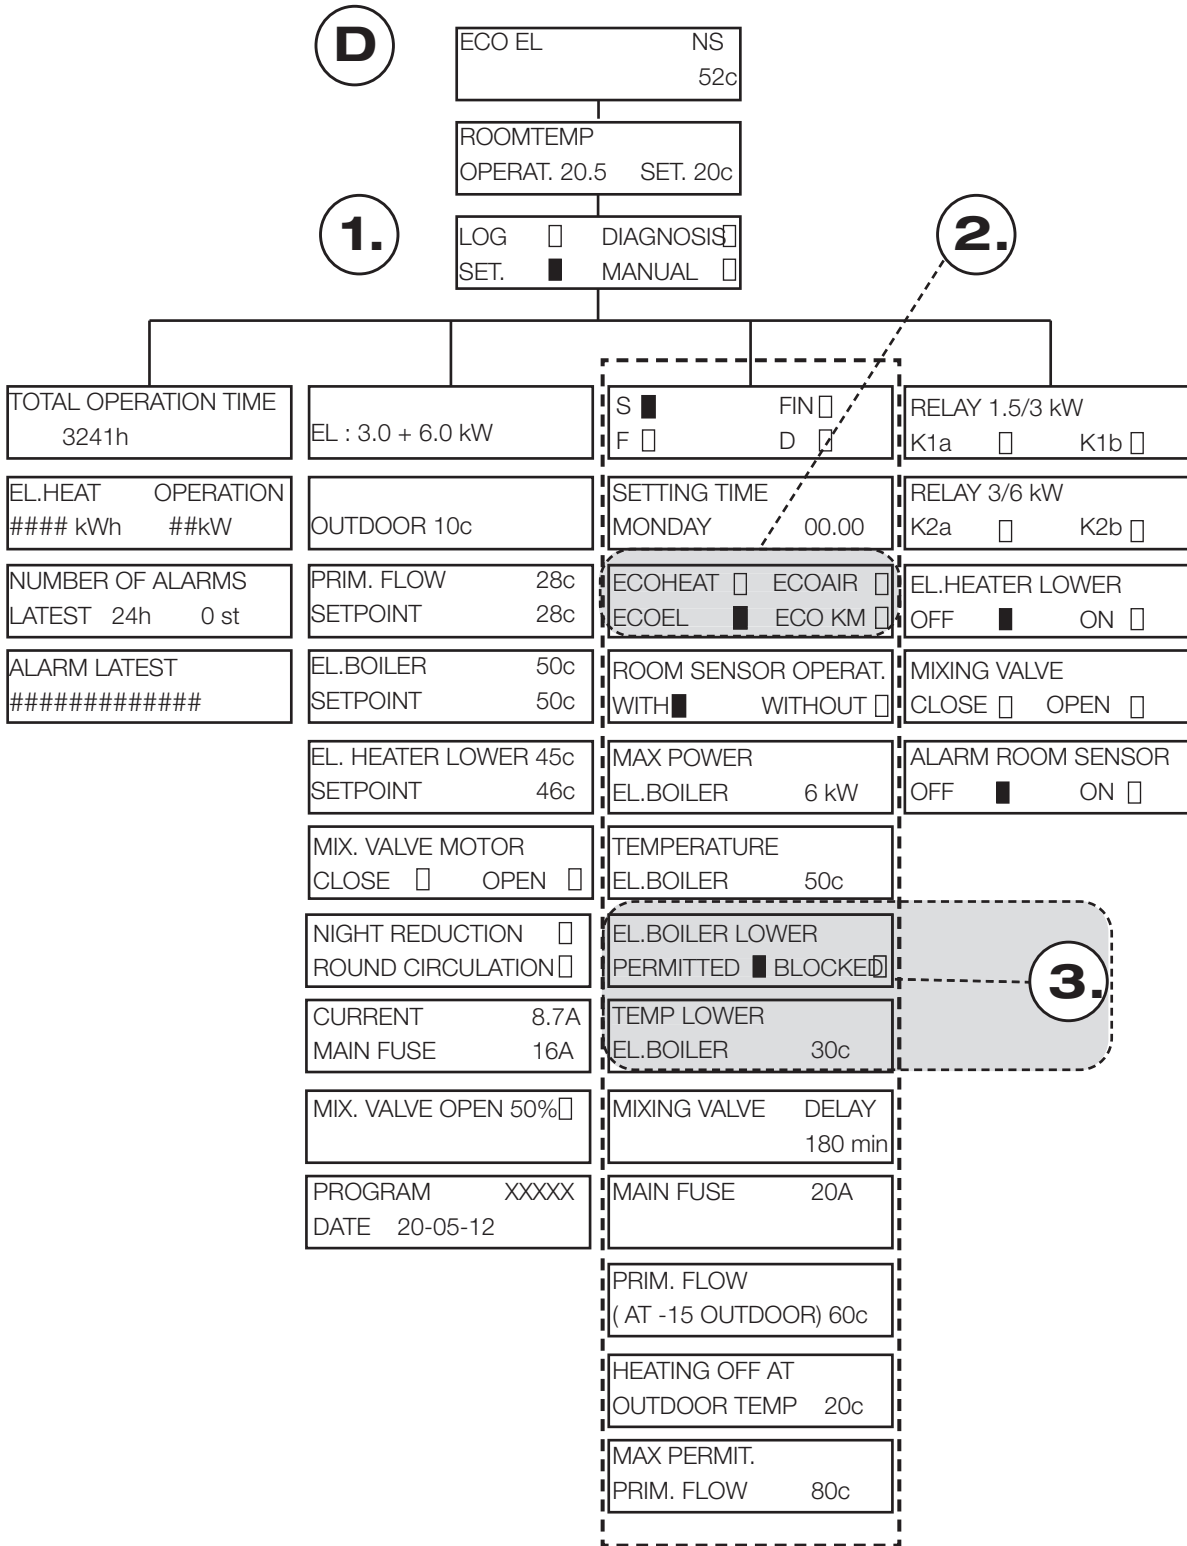 D
ECO EL NS
52c
ROOMTEMP
OPERAT. 20.5 SET. 20c
1.
LOG DIAGNOSIS
SET. MANUAL
2.
TOTAL OPERATION TIME
3241h
EL.HEAT OPERATION
#### kWh ##kW
NUMBER OF ALARMS
LATEST 24h 0 st
ALARM LATEST
#############
EL : 3.0 + 6.0 kW
OUTDOOR 10c
PRIM. FLOW 28c
SETPOINT 28c
EL.BOILER 50c
SETPOINT 50c
EL. HEATER LOWER 45c
SETPOINT 46c
MIX. VALVE MOTOR
CLOSE OPEN
NIGHT REDUCTION
ROUND CIRCULATION
CURRENT 8.7A
MAIN FUSE 16A
MIX. VALVE OPEN 50%
PROGRAM XXXXX
DATE 20-05-12
S FIN
F D
SETTING TIME
MONDAY 00.00
ECOHEAT ECOAIR
ECOEL ECO KM
ROOM SENSOR OPERAT.
WITH WITHOUT
MAX POWER
EL.BOILER 6 kW
TEMPERATURE
EL.BOILER 50c
EL.BOILER LOWER
PERMITTED BLOCKED
TEMP LOWER
EL.BOILER 30c
3.
MIXING VALVE DELAY
180 min
MAIN FUSE 20A
PRIM. FLOW
( AT -15 OUTDOOR) 60c
HEATING OFF AT
OUTDOOR TEMP 20c
MAX PERMIT.
PRIM. FLOW 80c
RELAY 1.5/3 kW
K1a K1b
RELAY 3/6 kW
K2a K2b
EL.HEATER LOWER
OFF ON
MIXING VALVE
CLOSE OPEN
ALARM ROOM SENSOR
OFF ON